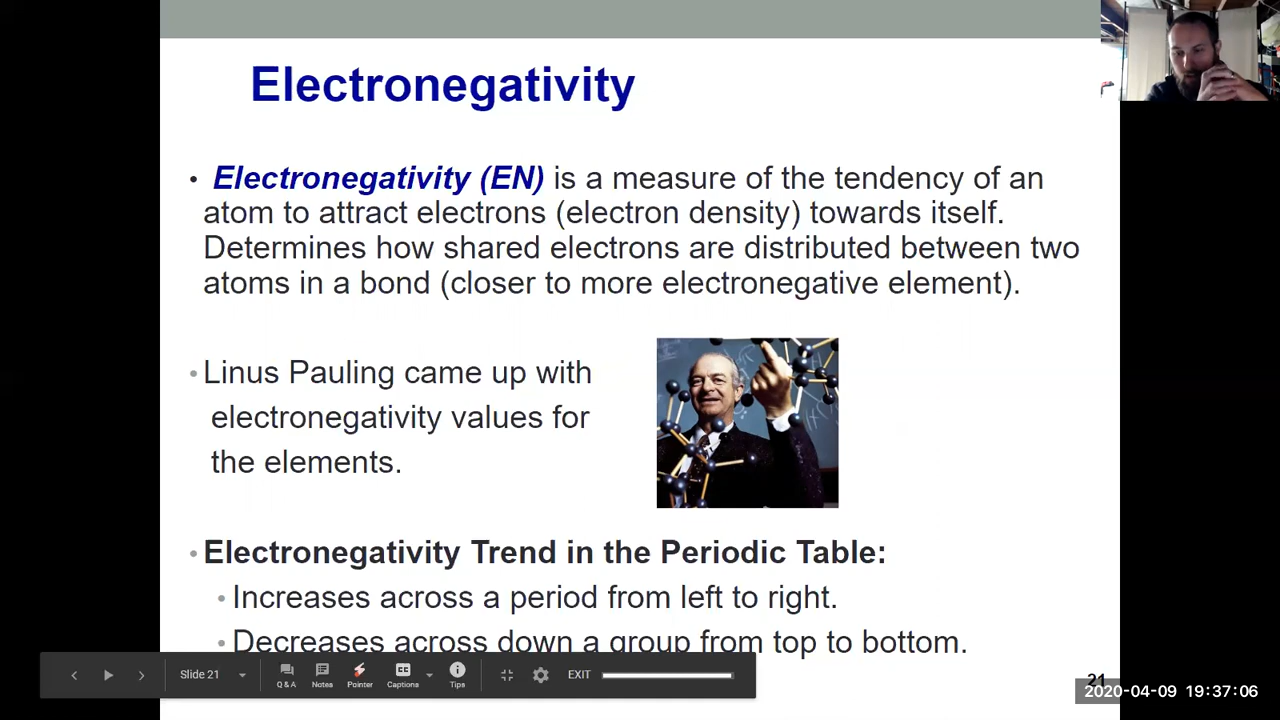 Electronegativity
• Electronegativity (EN) is a measure of the tendency of an
atom to attract electrons (electron density) towards itself.
Determines how shared electrons are distributed between two
atoms in a bond (closer to more electronegative element).
• Linus Pauling came up with
electronegativity values for
the elements.
• Electronegativity Trend in the Periodic Table:
• Increases across a period from left to right.
• Decreases across down a group from top to bottom.
Slide 21
Q & A
Notes
Pointer
Captions
Tips
EXIT
21
2020-04-09 19:37:06